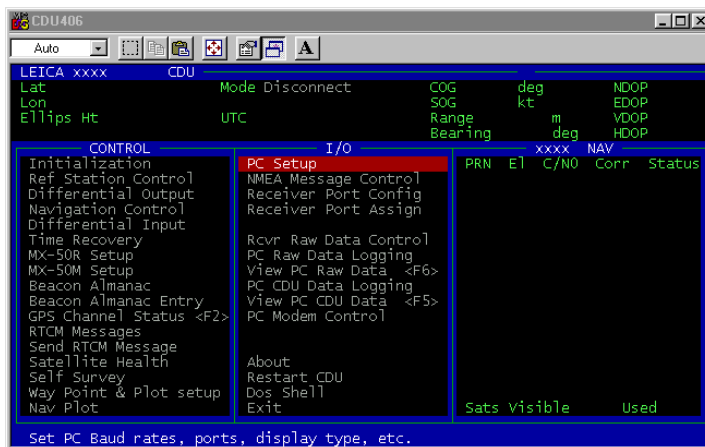 CDU406
Auto
A
LEICA xxxx CDU
Lat Mode Disconnect COG deg NDOP
Lon SOG kt EDOP
Ellips Ht UTC Range m VDOP
Bearing deg HDOP
CONTROL
Initialization
Ref Station Control
Differential Output
Navigation Control
Differential Input
Time Recovery
MX-50R Setup
MX-50M Setup
Beacon Almanac
Beacon Almanac Entry
GPS Channel Status <F2>
RTCM Messages
Send RTCM Message
Satellite Health
Self Survey
Way Point & Plot setup
Nav Plot
I/O
PC Setup
NMEA Message Control
Receiver Port Config
Receiver Port Assign
Rcvr Raw Data Control
PC Raw Data Logging
View PC Raw Data <F6>
PC CDU Data Logging
View PC CDU Data <F5>
PC Modem Control
About
Restart CDU
Dos Shell
Exit
xxxx NAV
PRN El C/N0 Corr Status
Sats Visible Used
Set PC Baud rates, ports, display type, etc.